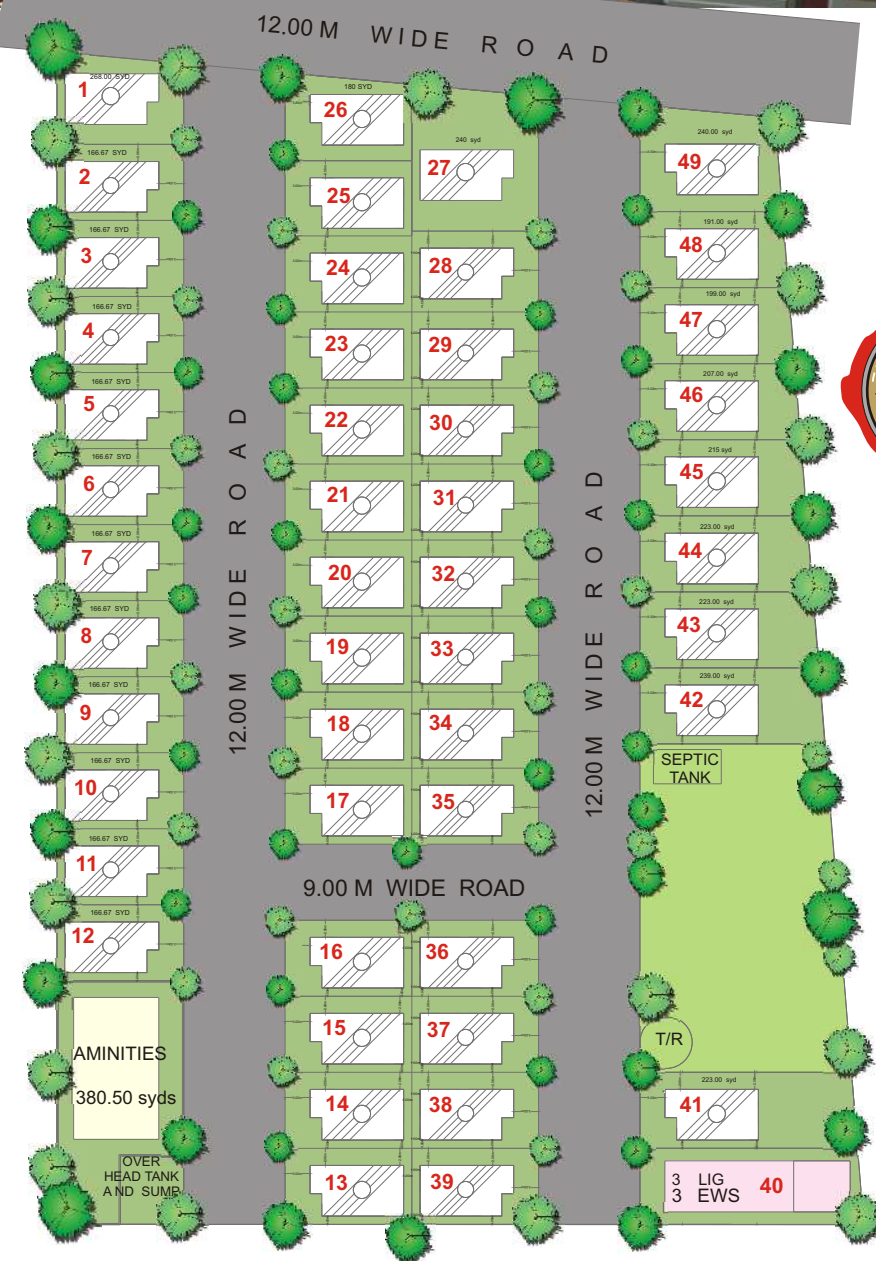 12.00 M WIDE ROAD
268.00 SYD
1
166.67 SYD
2
166.67 SYD
3
166.67 SYD
4
166.67 SYD
5
166.67 SYD
6
166.67 SYD
7
166.67 SYD
8
166.67 SYD
9
166.67 SYD
10
166.67 SYD
11
166.67 SYD
12
AMINITIES
380.50 syds
OVER
HEAD TANK
AND SUMP
12.00 M WIDE ROAD
180 SYD
26
25
24
23
22
21
20
19
18
17
240 syd
27
28
29
30
31
32
33
34
35
9.00 M WIDE ROAD
16
15
14
13
36
37
38
39
12.00 M WIDE ROAD
240.00 syd
49
191.00 syd
48
199.00 syd
47
207.00 syd
46
215 syd
45
223.00 syd
44
223.00 syd
43
239.00 syd
42
SEPTIC
TANK
T/R
223.00 syd
41
3 LIG
3 EWS
40